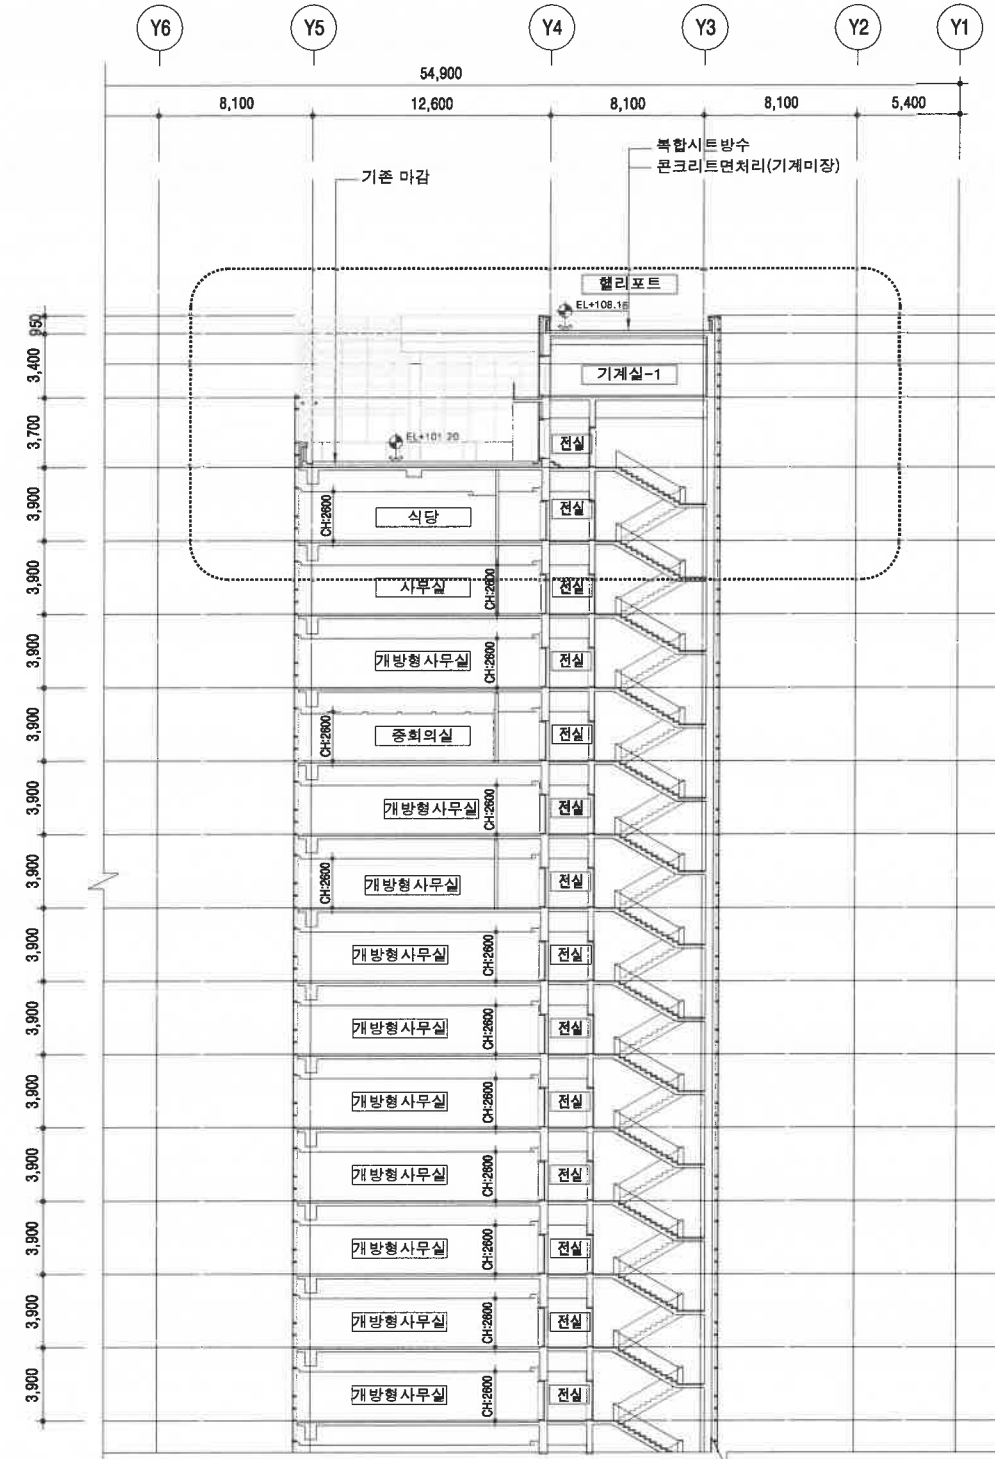 Y6 Y5 Y4 Y3 Y2 Y1
54,900
8,100 12,600 8,100 8,100 5,400
복합시트방수
콘크리트면처리(기계미장)
기존 마감
헬리포트
EL+108.15
950
3,400
기계실-1
3,700
EL+101.20
전실
3,900 CH:2600 식당 전실
3,900 사무실 CH:2600 전실
3,900 개방형사무실 CH:2600 전실
3,900 CH:2600 중회의실 전실
3,900 개방형사무실 CH:2600 전실
3,900 CH:2600 개방형사무실 전실
3,900 개방형사무실 CH:2600 전실
3,900 개방형사무실 CH:2600 전실
3,900 개방형사무실 CH:2600 전실
3,900 개방형사무실 CH:2600 전실
3,900 개방형사무실 CH:2600 전실
3,900 개방형사무실 CH:2600 전실
3,900 개방형사무실 CH:2600 전실